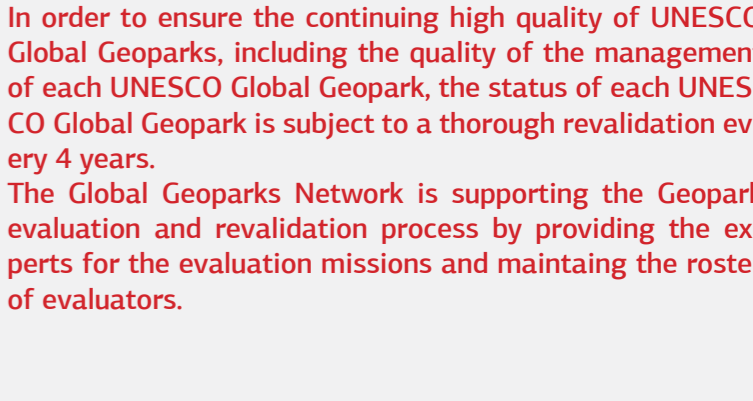 In order to ensure the continuing high quality of UNESCO
Global Geoparks, including the quality of the managemen
of each UNESCO Global Geopark, the status of each UNES
CO Global Geopark is subject to a thorough revalidation ev
ery 4 years.
The Global Geoparks Network is supporting the Geopark
evaluation and revalidation process by providing the ex
perts for the evaluation missions and maintaing the roste
of evaluators.